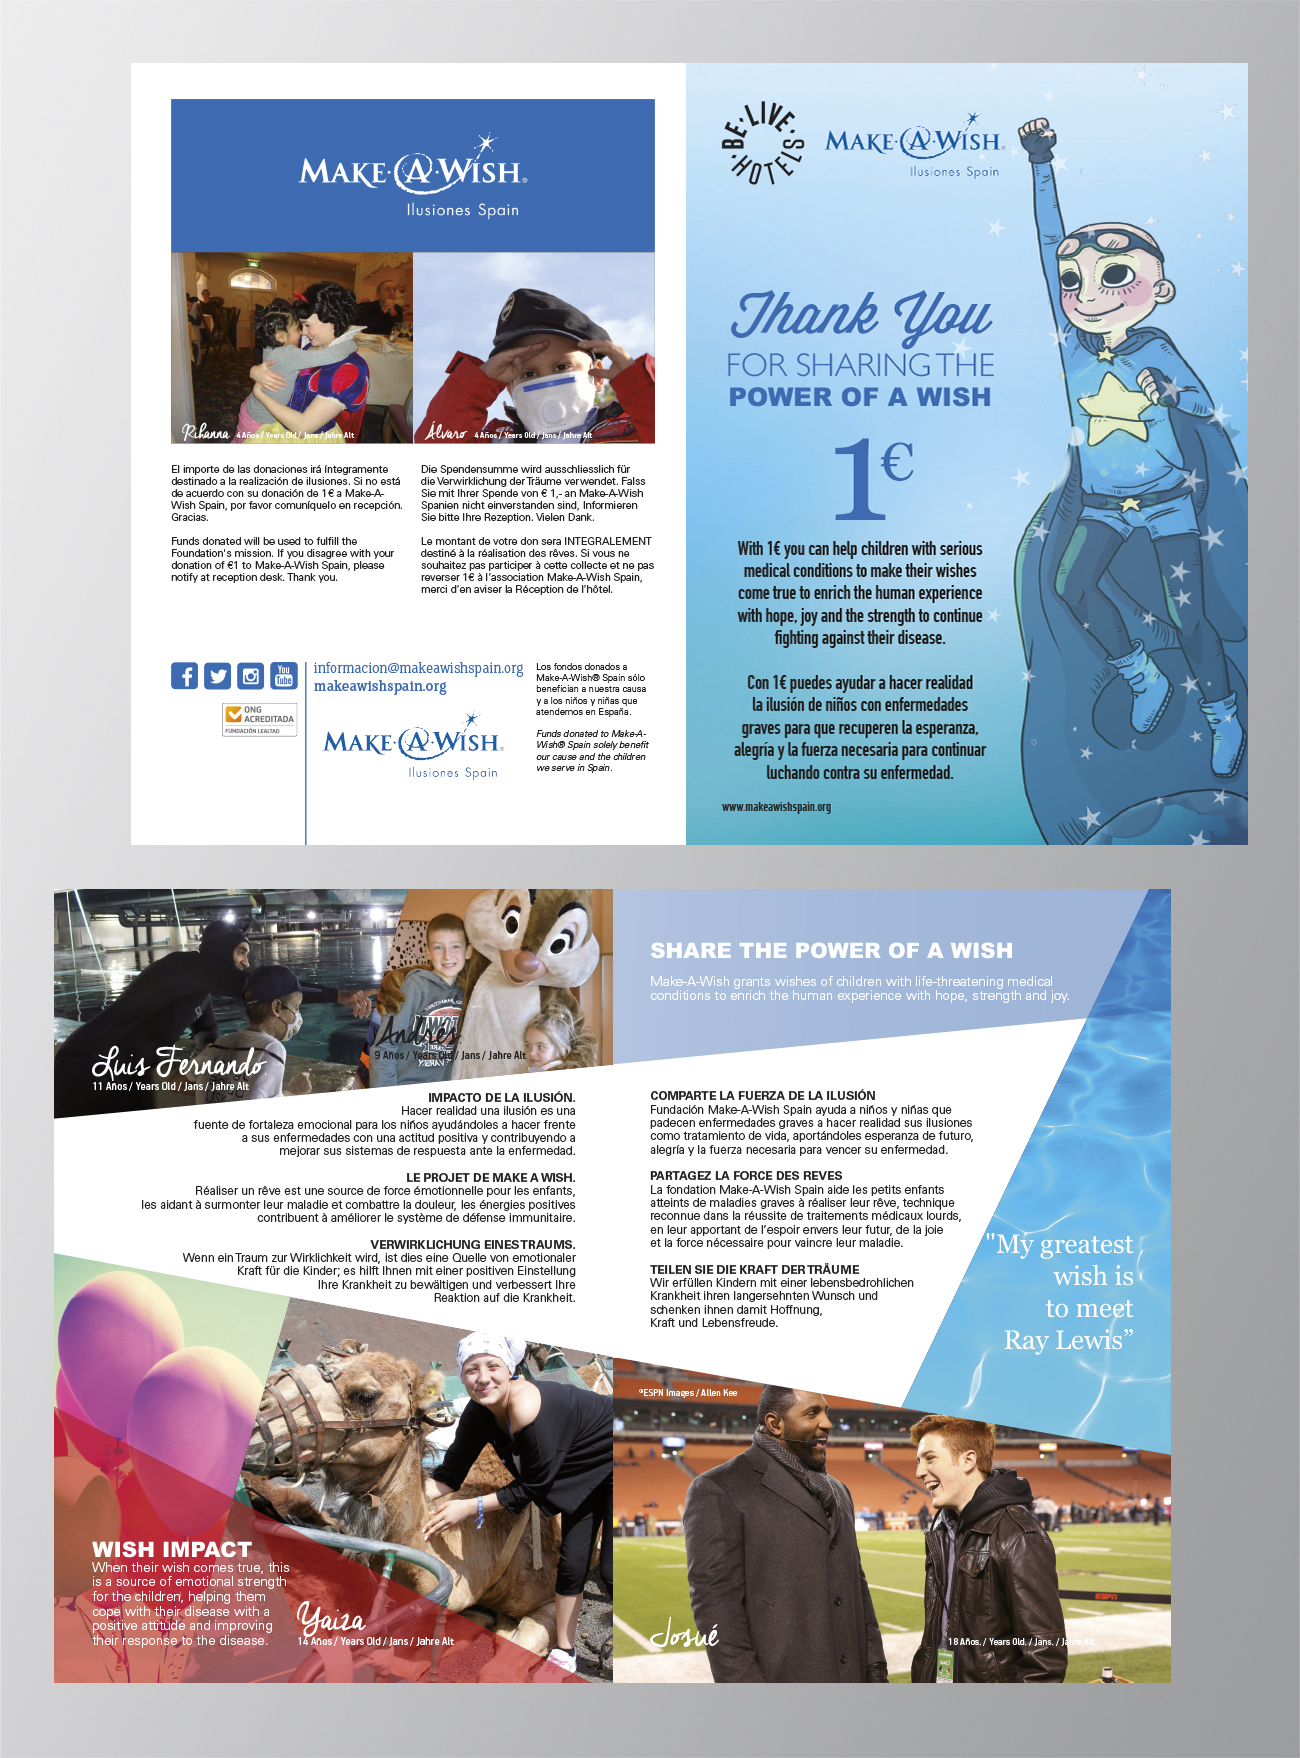 MAKE·A·WISH®
Ilusiones Spain
Rihanna 4 Años / Years Old / Jans / Jahre Alt
Álvaro 4 Años / Years Old / Jans / Jahre Alt
El importe de las donaciones irá íntegramente
destinado a la realización de ilusiones. Si no está
de acuerdo con su donación de 1€ a Make-A-
Wish Spain, por favor comuníquelo en recepción.
Gracias.
Funds donated will be used to fulfill the
Foundation's mission. If you disagree with your
donation of €1 to Make-A-Wish Spain, please
notify at reception desk. Thank you.
Die Spendensumme wird ausschliesslich für
die Verwirklichung der Träume verwendet. Falss
Sie mit Ihrer Spende von € 1,- an Make-A-Wish
Spanien nicht einverstanden sind, Informieren
Sie bitte Ihre Rezeption. Vielen Dank.
Le montant de votre don sera INTEGRALEMENT
destiné à la réalisation des rêves. Si vous ne
souhaitez pas participer à cette collecte et ne pas
reverser 1€ à l'association Make-A-Wish Spain,
merci d'en aviser la Réception de l'hôtel.
You
Tube
ONG
ACREDITADA
FUNDACIÓN LEALTAD
informacion@makeawishspain.org
makeawishspain.org
MAKE·A·WISH®
Ilusiones Spain
Los fondos donados a
Make-A-Wish® Spain sólo
benefician a nuestra causa
y a los niños y niñas que
atendemos en España.
Funds donated to Make-A-
Wish® Spain solely benefit
our cause and the children
we serve in Spain.
BE·LIVE·HOTELS
MAKE·A·WISH®
Ilusiones Spain
Thank You
FOR SHARING THE
POWER OF A WISH
1€
With 1€ you can help children with serious
medical conditions to make their wishes
come true to enrich the human experience
with hope, joy and the strength to continue
fighting against their disease.
Con 1€ puedes ayudar a hacer realidad
la ilusión de niños con enfermedades
graves para que recuperen la esperanza,
alegría y la fuerza necesaria para continuar
luchando contra su enfermedad.
www.makeawishspain.org
Luis Fernando
11 Años / Years Old / Jans / Jahre Alt
Andrés
9 Años / Years Old / Jans / Jahre Alt
IMPACTO DE LA ILUSIÓN.
Hacer realidad una ilusión es una
fuente de fortaleza emocional para los niños ayudándoles a hacer frente
a sus enfermedades con una actitud positiva y contribuyendo a
mejorar sus sistemas de respuesta ante la enfermedad.
LE PROJET DE MAKE A WISH.
Réaliser un rêve est une source de force émotionnelle pour les enfants,
les aidant à surmonter leur maladie et combattre la douleur, les énergies positives
contribuent à améliorer le système de défense immunitaire.
VERWIRKLICHUNG EINES TRAUMS.
Wenn ein Traum zur Wirklichkeit wird, ist dies eine Quelle von emotionaler
Kraft für die Kinder; es hilft Ihnen mit einer positiven Einstellung
Ihre Krankheit zu bewältigen und verbessert Ihre
Reaktion auf die Krankheit.
WISH IMPACT
When their wish comes true, this
is a source of emotional strength
for the children, helping them
cope with their disease with a
positive attitude and improving
their response to the disease.
Yaiza
14 Años / Years Old / Jans / Jahre Alt
SHARE THE POWER OF A WISH
Make-A-Wish grants wishes of children with life-threatening medical
conditions to enrich the human experience with hope, strength and joy.
COMPARTE LA FUERZA DE LA ILUSIÓN
Fundación Make-A-Wish Spain ayuda a niños y niñas que
padecen enfermedades graves a hacer realidad sus ilusiones
como tratamiento de vida, aportándoles esperanza de futuro,
alegría y la fuerza necesaria para vencer su enfermedad.
PARTAGEZ LA FORCE DES REVES
La fondation Make-A-Wish Spain aide les petits enfants
atteints de maladies graves à réaliser leur rêve, technique
reconnue dans la réussite de traitements médicaux lourds,
en leur apportant de l'espoir envers leur futur, de la joie
et la force nécessaire pour vaincre leur maladie.
TEILEN SIE DIE KRAFT DER TRÄUME
Wir erfüllen Kindern mit einer lebensbedrohlichen
Krankheit ihren langersehnten Wunsch und
schenken ihnen damit Hoffnung,
Kraft und Lebensfreude.
"My greatest
wish is
to meet
Ray Lewis”
®ESPN Images / Allen Kee
ESPN
Josué
18 Años. / Years Old. / Jans. / Jahre Alt.